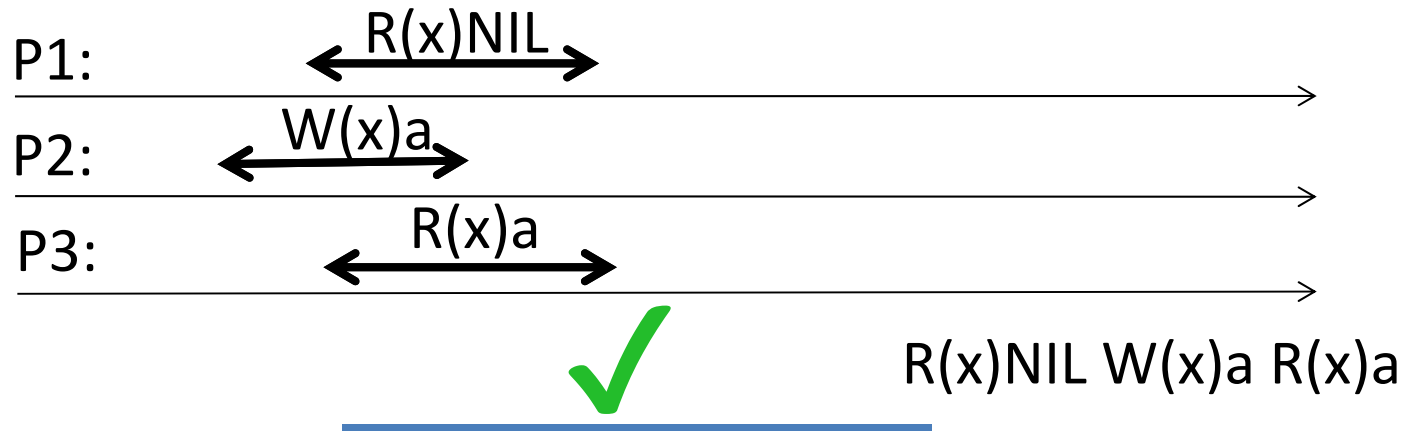 P1: R(x)NIL
P2: W(x)a
P3: R(x)a
R(x)NIL W(x)a R(x)a